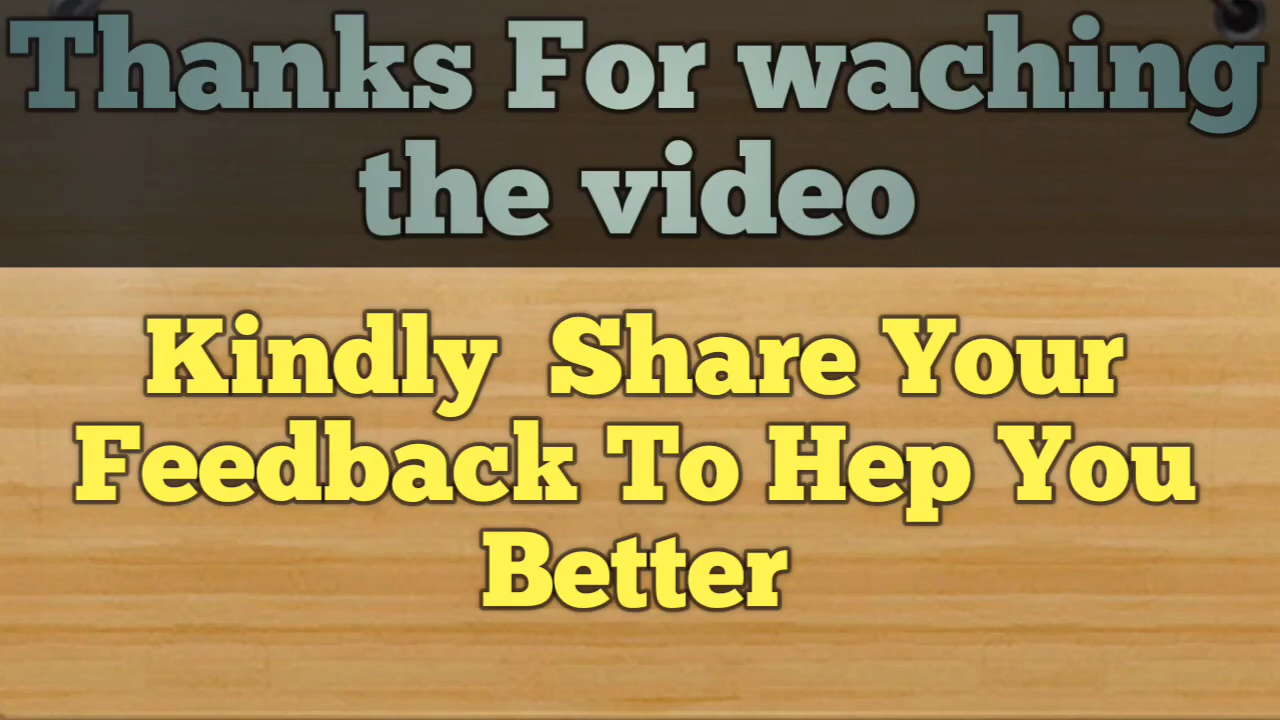 Thanks For waching
the video
Kindly Share Your
Feedback To Hep You
Better